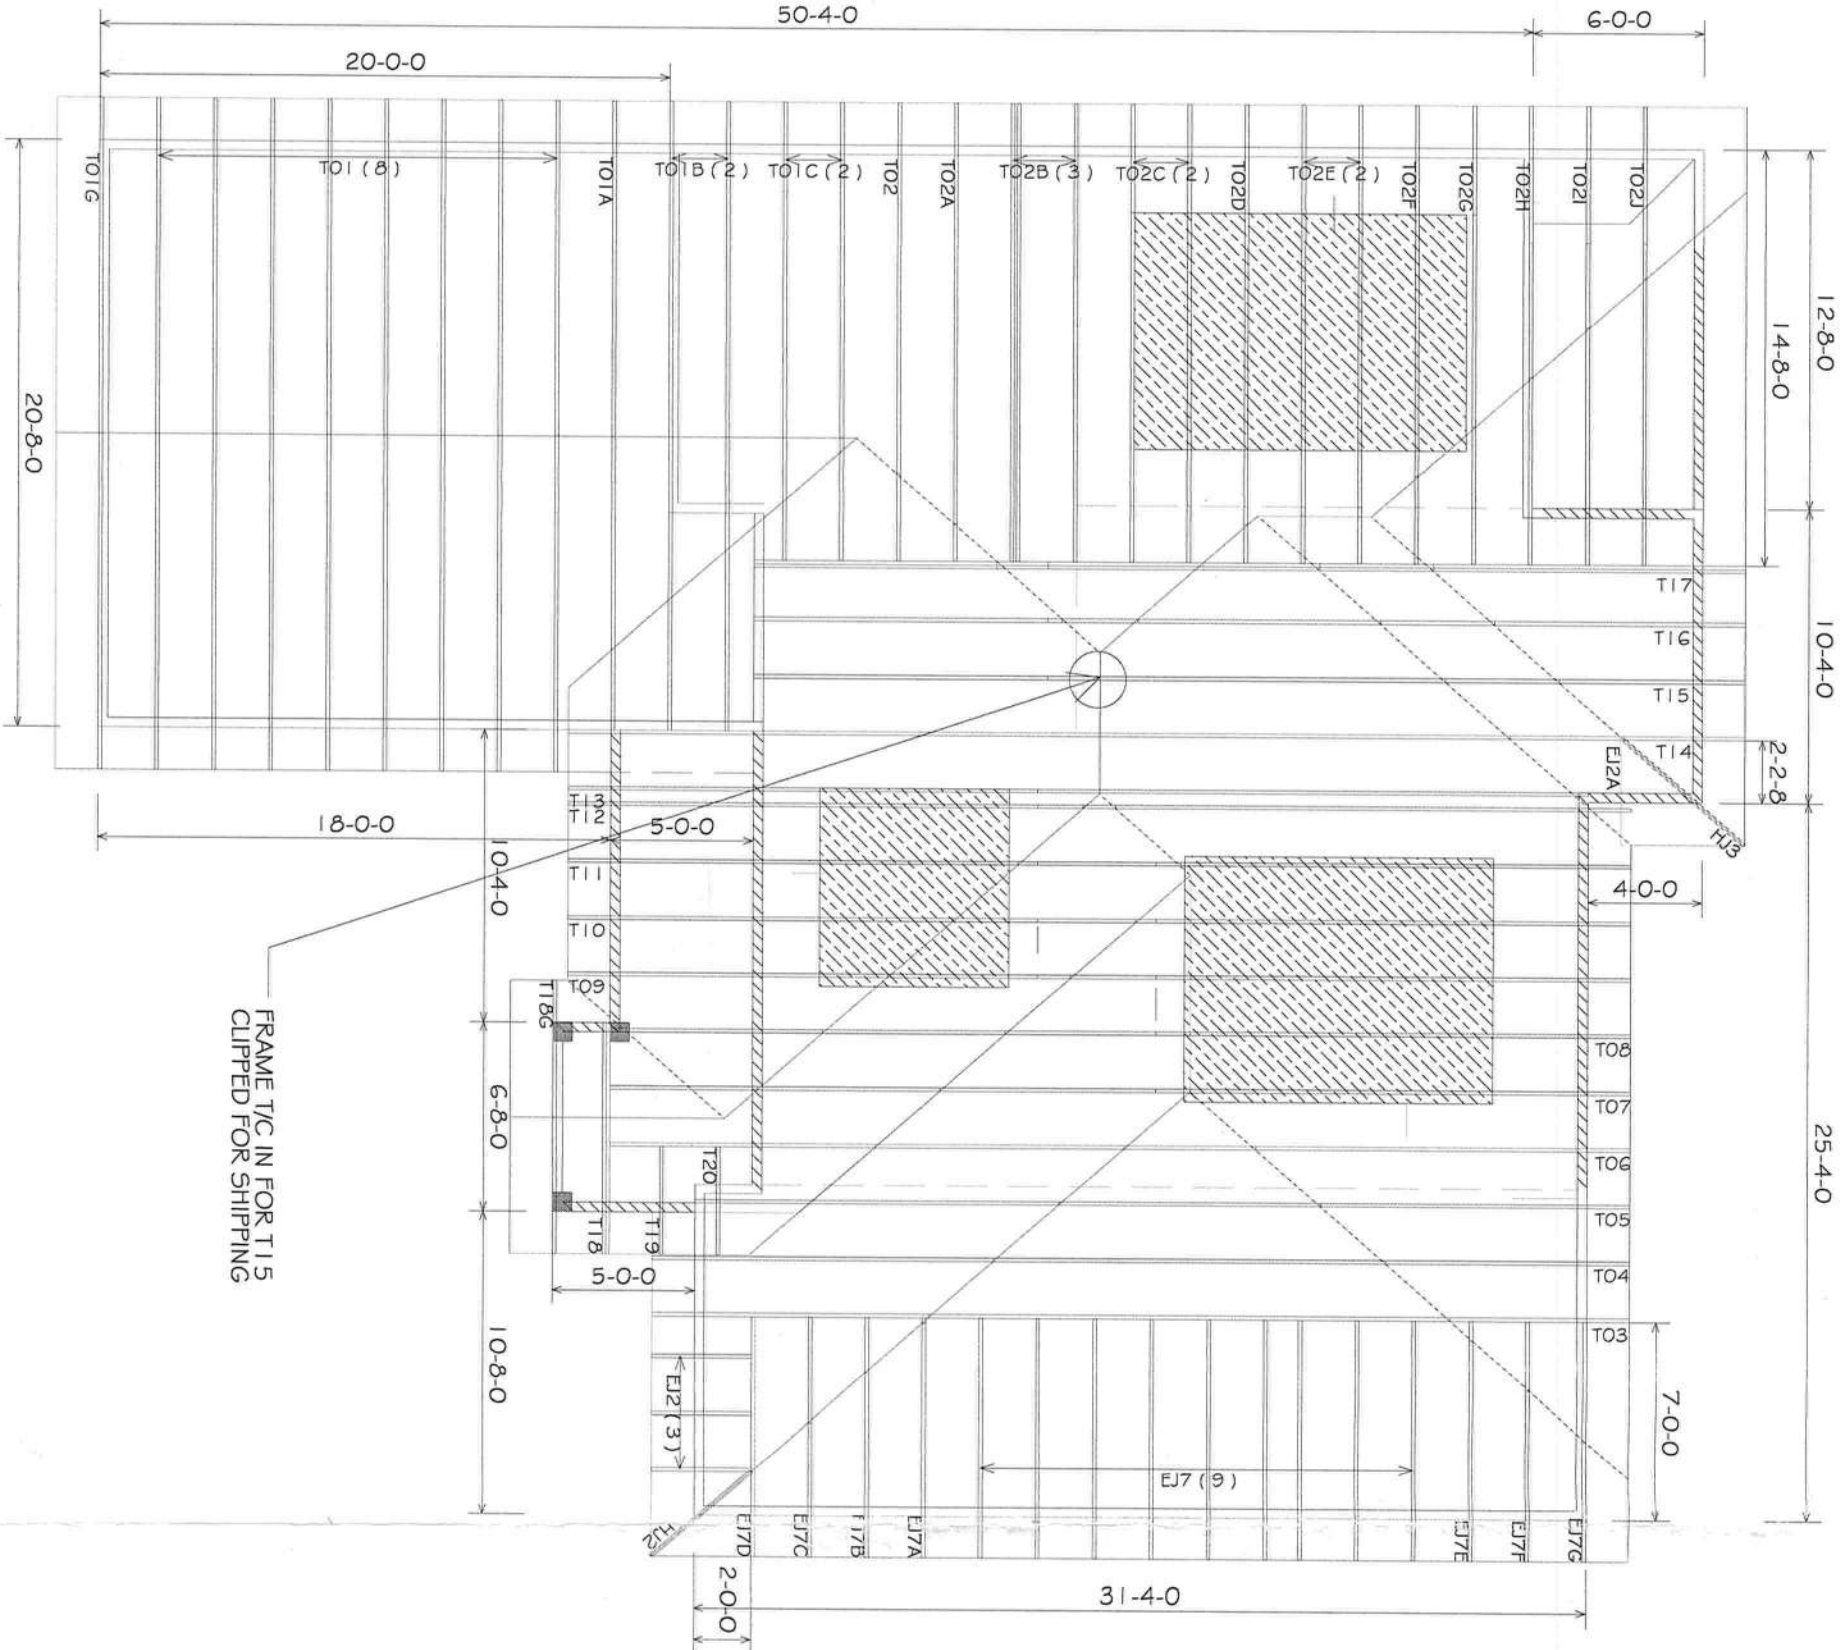 50-4-0
6-0-0
20-0-0
T01G
T01 (8)
T01A
T01B (2)
T01C (2)
T02
T02A
T02B (3)
T02C (2)
T02D
T02E (2)
T02F
T02G
T02H
T02I
T02J
12-8-0
14-8-0
20-8-0
T17
T16
T15
T14
10-4-0
2-2-8
EJ2A
HJ3
T13
T12
T11
T10
T09
18-0-0
5-0-0
10-4-0
4-0-0
T18G
T08
T07
T06
T05
T04
T03
25-4-0
6-8-0
T20
T18
T19
5-0-0
FRAME T/C IN FOR T15
CLIPPED FOR SHIPPING
10-8-0
7-0-0
EJ2 (3)
EJ7 (9)
HJ2
EJ7D
EJ7C
EJ7B
EJ7A
EJ7E
EJ7F
EJ7G
2-0-0
31-4-0